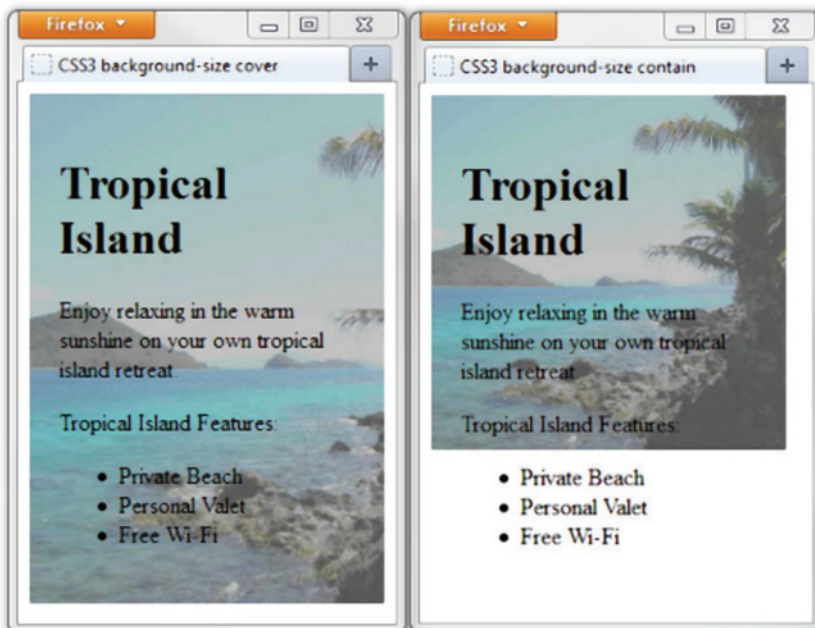 Firefox
CSS3 background-size cover
Tropical
Island
Enjoy relaxing in the warm
sunshine on your own tropical
island retreat
Tropical Island Features:
• Private Beach
• Personal Valet
• Free Wi-Fi
Firefox
CSS3 background-size contain
Tropical
Island
Enjoy relaxing in the warm
sunshine on your own tropical
island retreat
Tropical Island Features:
• Private Beach
• Personal Valet
• Free Wi-Fi